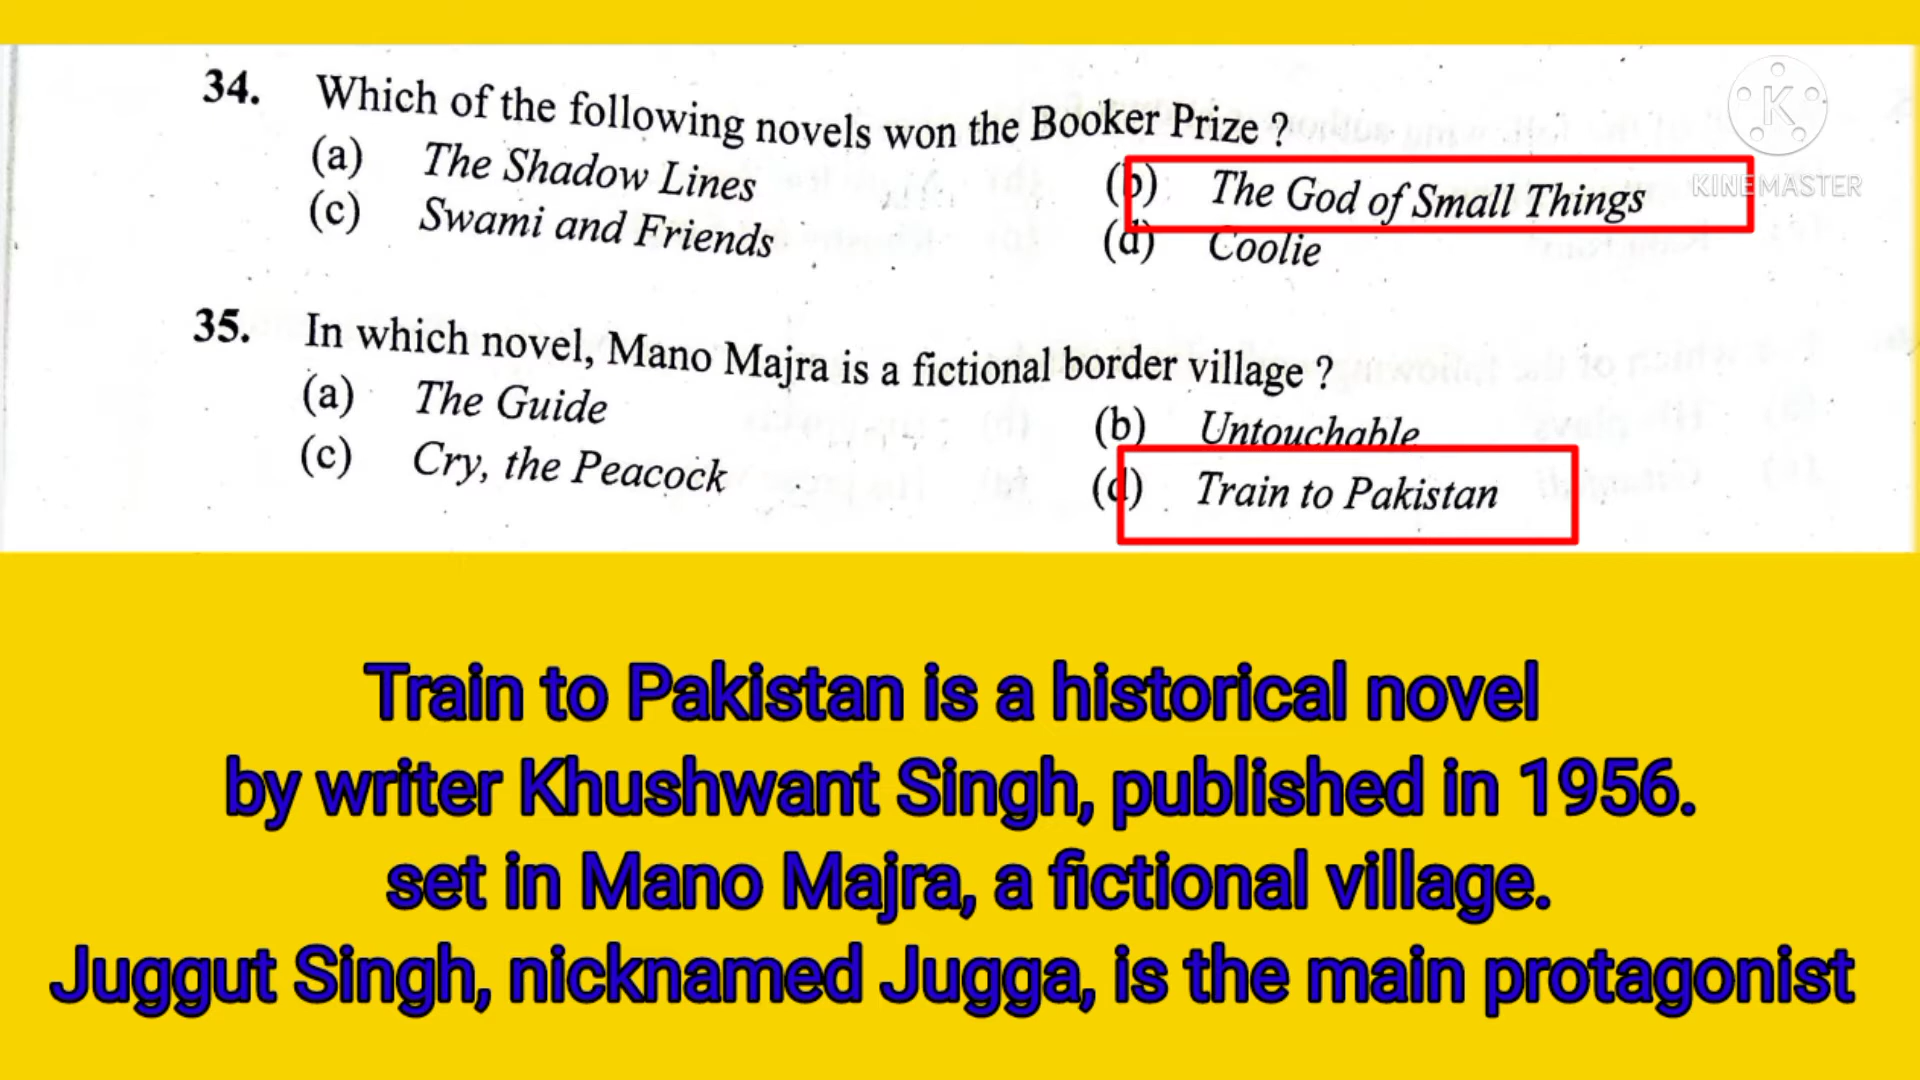 34. Which of the following novels won the Booker Prize ?
(a) The Shadow Lines (b) The God of Small Things
(c) Swami and Friends (d) Coolie
35. In which novel, Mano Majra is a fictional border village ?
(a) The Guide (b) Untouchable
(c) Cry, the Peacock (d) Train to Pakistan
K
KINEMASTER
Train to Pakistan is a historical novel
by writer Khushwant Singh, published in 1956.
set in Mano Majra, a fictional village.
Juggut Singh, nicknamed Jugga, is the main protagonist